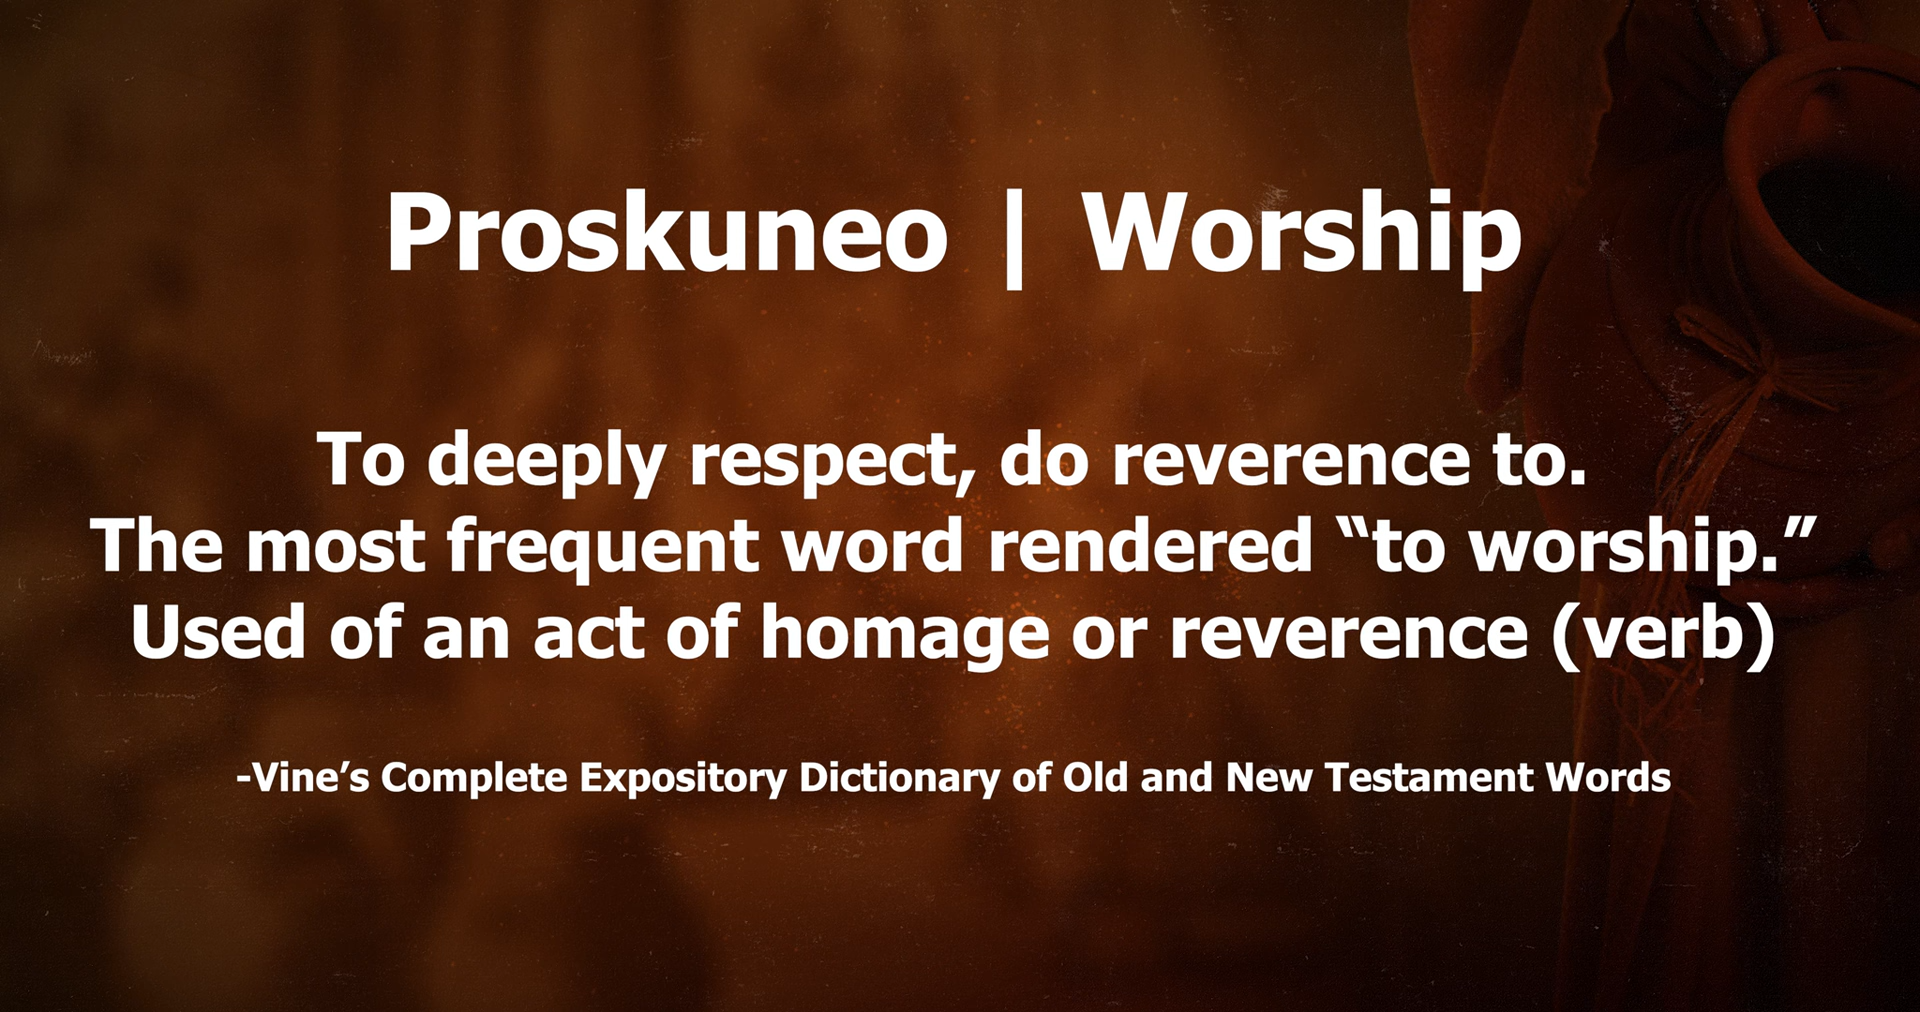 Proskuneo | Worship
To deeply respect, do reverence to.
The most frequent word rendered “to worship.”
Used of an act of homage or reverence (verb)
-Vine’s Complete Expository Dictionary of Old and New Testament Words